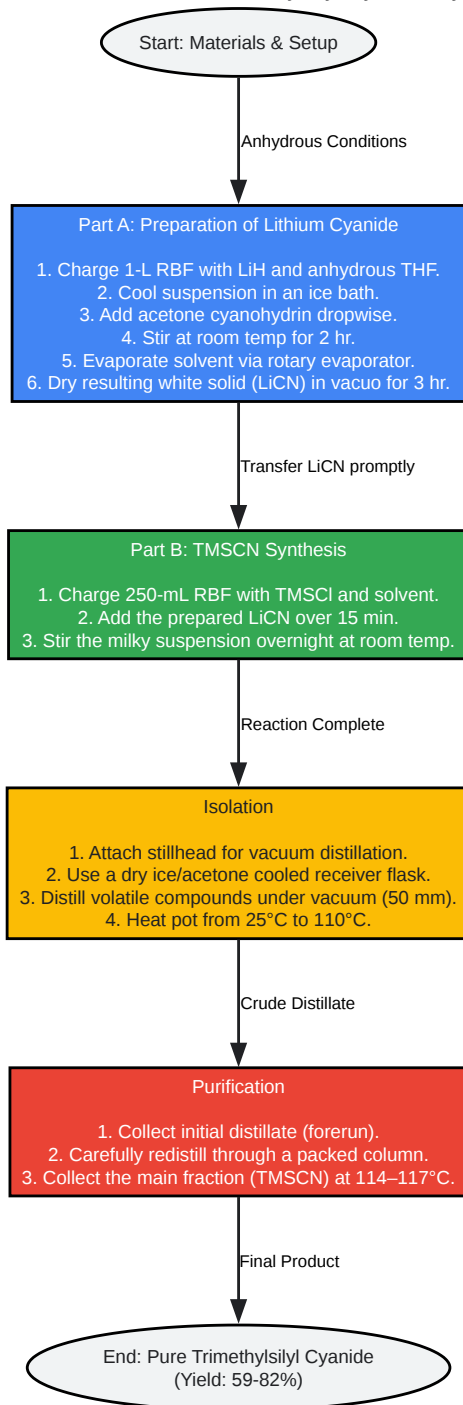 Start: Materials & Setup
Anhydrous Conditions
Part A: Preparation of Lithium Cyanide
1. Charge 1-L RBF with LiH and anhydrous THF.
2. Cool suspension in an ice bath.
3. Add acetone cyanohydrin dropwise.
4. Stir at room temp for 2 hr.
5. Evaporate solvent via rotary evaporator.
6. Dry resulting white solid (LiCN) in vacuo for 3 hr.
Transfer LiCN promptly
Part B: TMSCN Synthesis
1. Charge 250-mL RBF with TMSCl and solvent.
2. Add the prepared LiCN over 15 min.
3. Stir the milky suspension overnight at room temp.
Reaction Complete
Isolation
1. Attach stillhead for vacuum distillation.
2. Use a dry ice/acetone cooled receiver flask.
3. Distill volatile compounds under vacuum (50 mm).
4. Heat pot from 25°C to 110°C.
Crude Distillate
Purification
1. Collect initial distillate (forerun).
2. Carefully redistill through a packed column.
3. Collect the main fraction (TMSCN) at 114–117°C.
Final Product
End: Pure Trimethylsilyl Cyanide
(Yield: 59-82%)